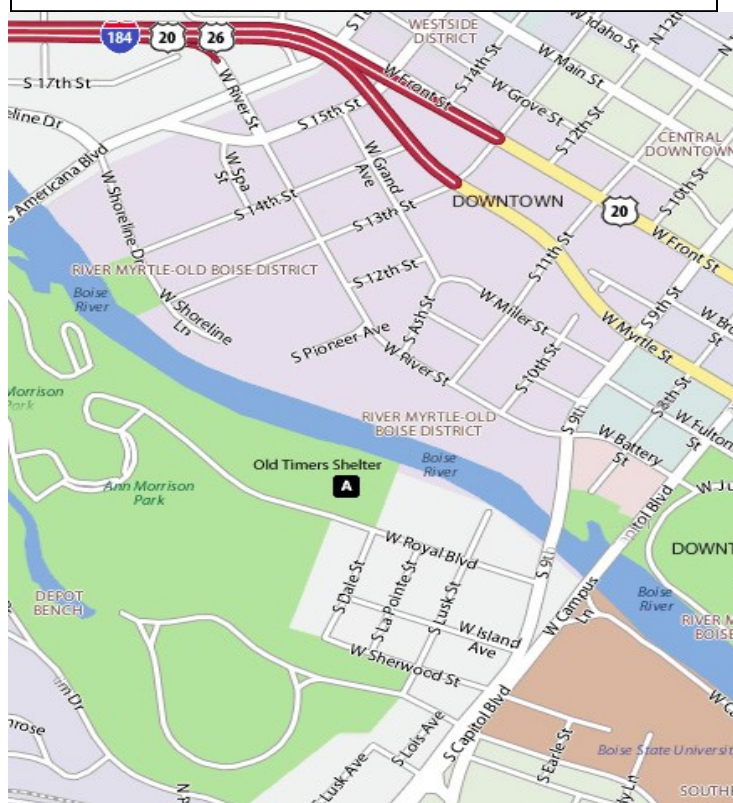 WESTSIDE
DISTRICT
W Idaho St
N 12th
184
20
26
S 14th St
W Main St
S 17th St
W River St
W Front St
W Grove St
S 15th St
S 12th St
CENTRAL
DOWNTOWN
S Americana Blvd
W Shoreline Dr
W Spa
St
W Grand
Ave
S 10th St
S 14th St
S 13th St
DOWNTOWN
20
W Front St
S 11th St
RIVER MYRTLE-OLD BOISE DISTRICT
S 12th St
Boise
River
W Shoreline
Ln
S Ash St
W Miller St
S 9th St
St
S Pioneer Ave
W Myrtle St
W River St
S 10th St
S 8th St
Morrison
Park
RIVER MYRTLE-OLD
BOISE DISTRICT
S 9th
W Fulton
St
W Battery
St
Old Timers Shelter
A
Boise
River
Ann Morrison
Park
W Royal Blvd
S 9th
DEPOT
BENCH
S Dale St
S La Pointe St
S Lusk St
W Island
Ave
W Campus
Ln
Boise
River
W Sherwood St
S Lois Ave
S Capitol Blvd
S Earle St
S Lusk Ave